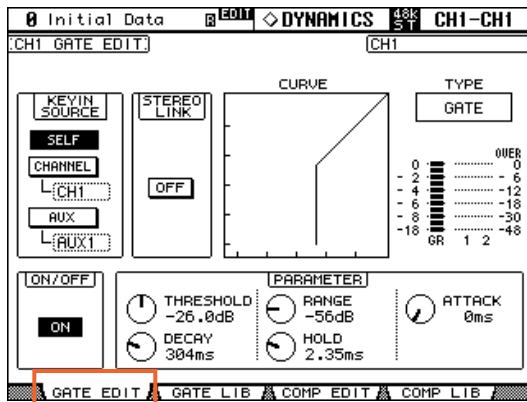 0 Initial Data R EDIT ◇DYNAMICS 48k ST CH1-CH1
CH1 GATE EDIT CH1
CURVE TYPE
KEYIN SOURCE
STEREO LINK
GATE
SELF
CHANNEL
CH1
AUX
AUX1
OFF
OVER
0 0
- 2 - 6
- 4 -12
- 6 -18
- 8 -30
-18 -48
GR 1 2
ON/OFF
ON
PARAMETER
THRESHOLD
-26.0dB
RANGE
-56dB
ATTACK
0ms
DECAY
304ms
HOLD
2.35ms
GATE EDIT GATE LIB COMP EDIT COMP LIB